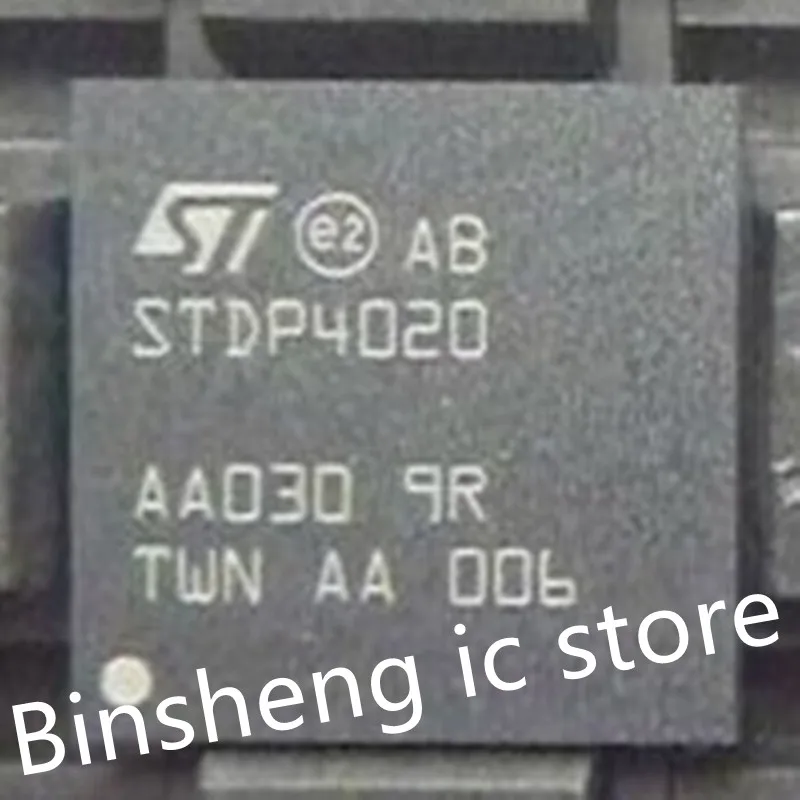 ST e2 AB
STDP4020
AA030 9R
TWN AA 006
Binsheng ic store